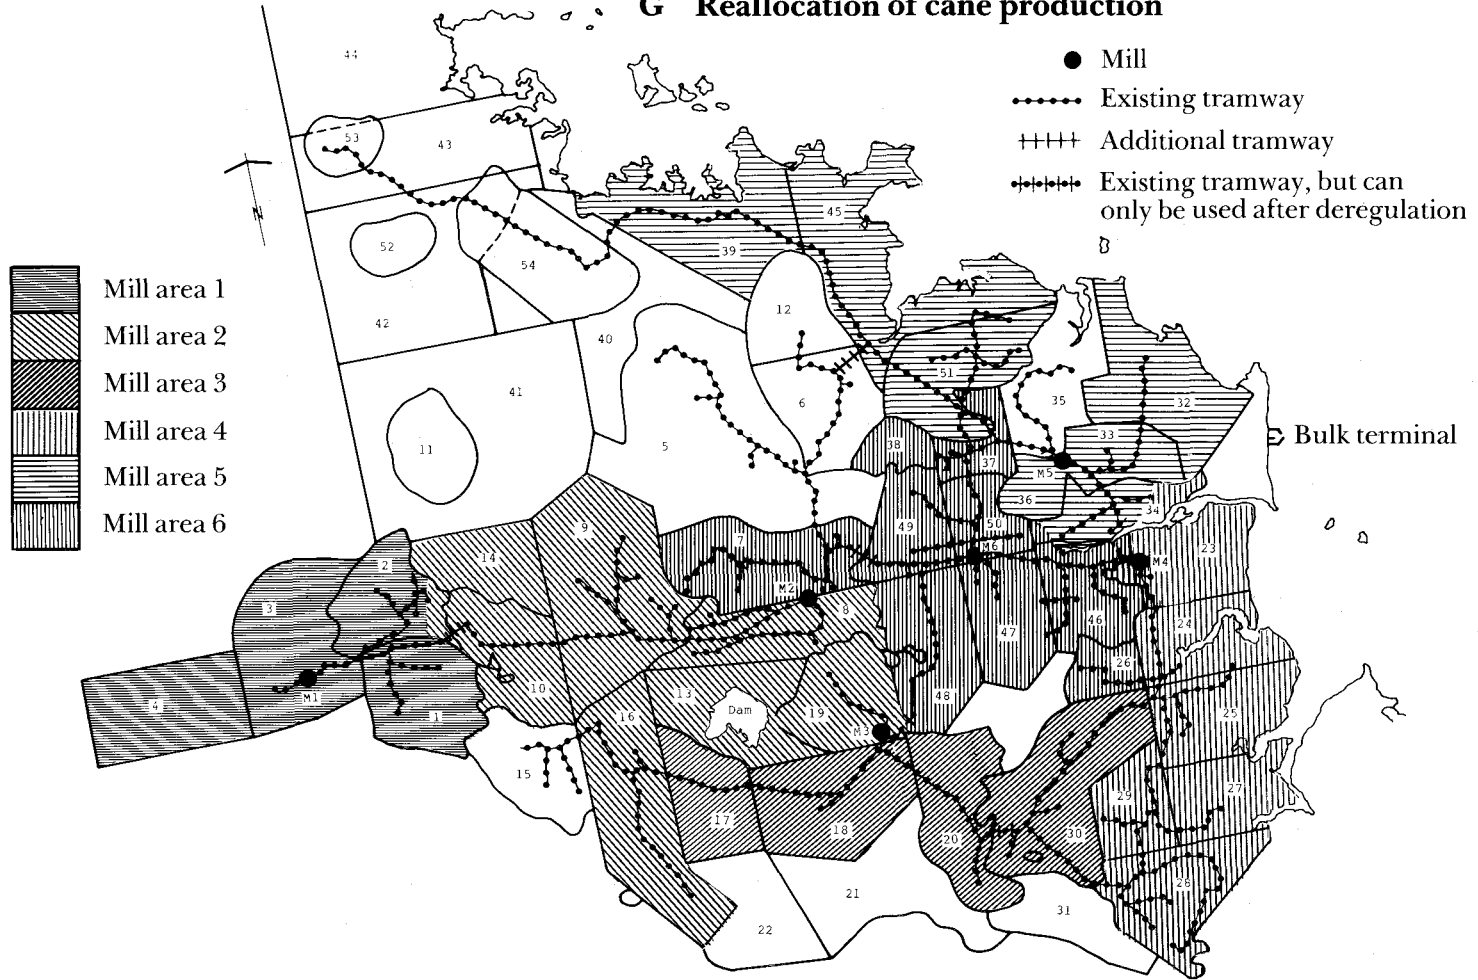 G Reallocation of cane production
Mill
Existing tramway
Additional tramway
Existing tramway, but can
only be used after deregulation
N
Mill area 1
Mill area 2
Mill area 3
Mill area 4
Mill area 5
Mill area 6
Bulk terminal
44
53
43
52
54
45
39
42
12
40
41
51
6
35
32
11
5
38
33
37
M5
36
34
9
49
50
7
M6
23
14
M4
2
M2
3
8
46
24
47
26
M1
4
10
13
48
1
16
Dam
19
25
M3
15
29
27
17
18
20
30
28
21
31
22